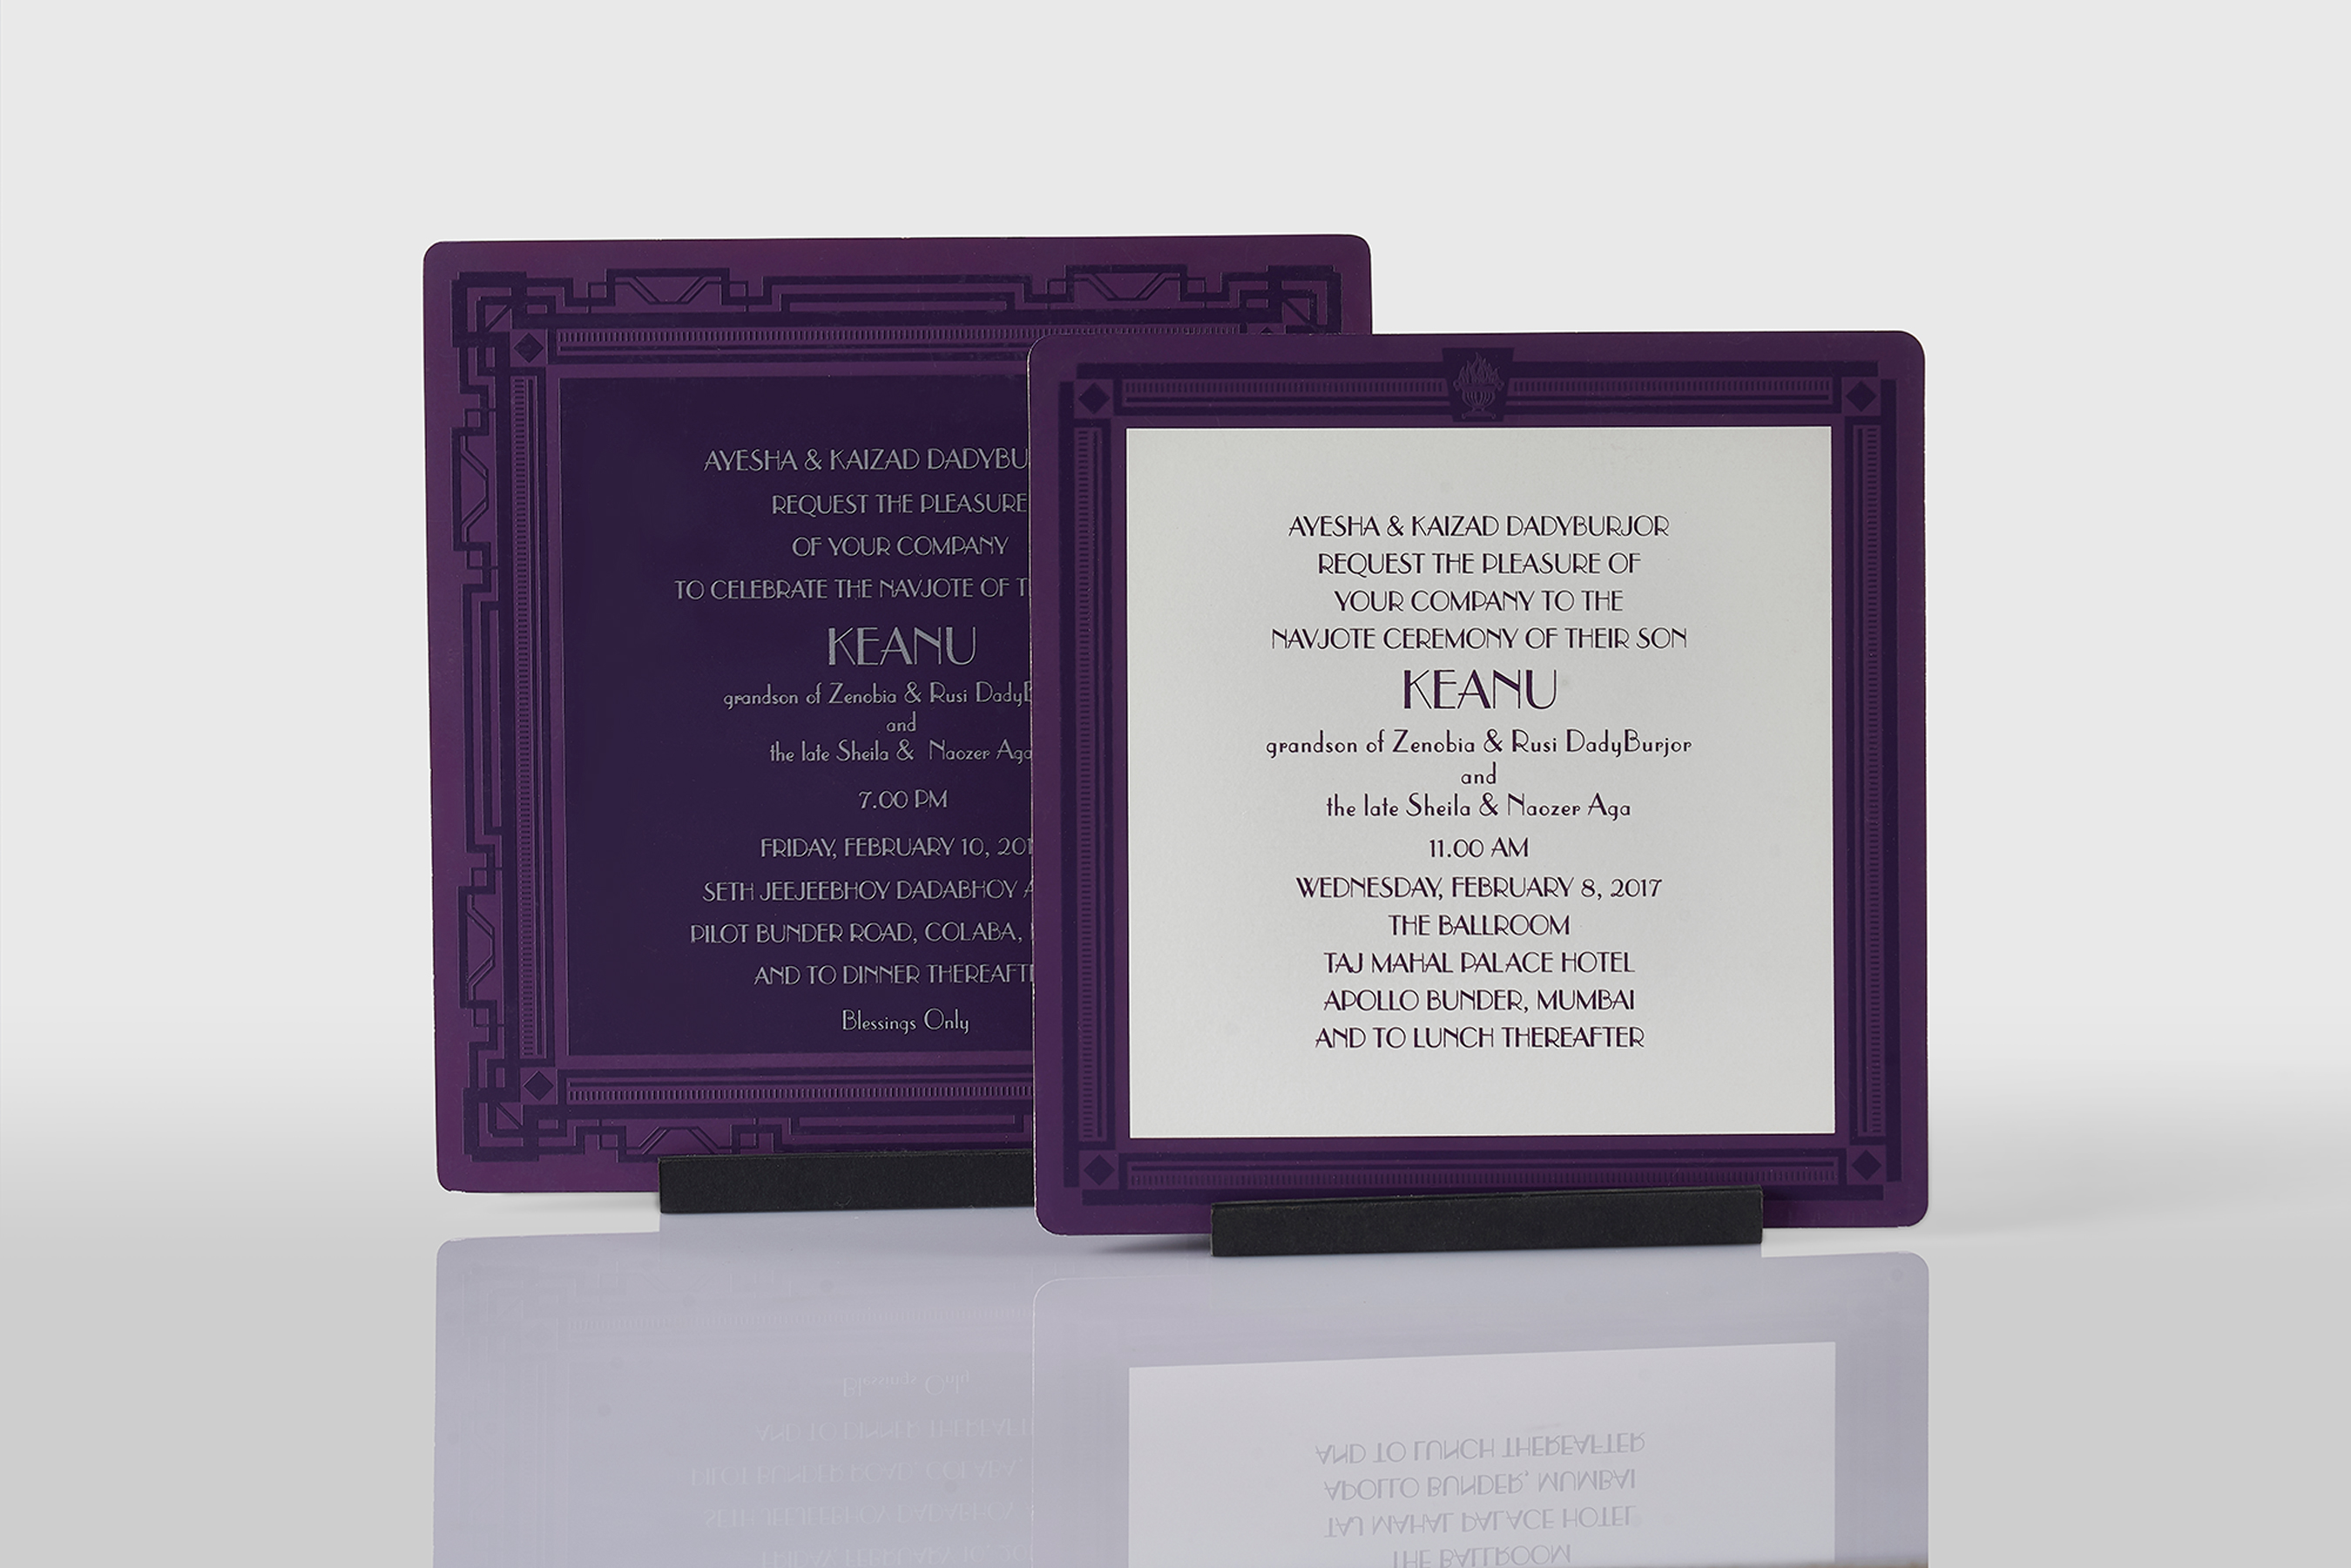 AYESHA & KAIZAD DADYBU
REQUEST THE PLEASURE
OF YOUR COMPANY
TO CELEBRATE THE NAVJOTE OF
KEANU
grandson of Zenobia & Rusi Dady
and
the late Sheila & Naozer Aga
7.00 PM
FRIDAY, FEBRUARY 10, 201
SETH JEEJEEBHOY DADABHOY
PILOT BUNDER ROAD, COLABA,
AND TO DINNER THEREAFT
Blessings Only
AYESHA & KAIZAD DADYBURJOR
REQUEST THE PLEASURE OF
YOUR COMPANY TO THE
NAVJOTE CEREMONY OF THEIR SON
KEANU
grandson of Zenobia & Rusi DadyBurjor
and
the late Sheila & Naozer Aga
11.00 AM
WEDNESDAY, FEBRUARY 8, 2017
THE BALLROOM
TAJ MAHAL PALACE HOTEL
APOLLO BUNDER, MUMBAI
AND TO LUNCH THEREAFTER